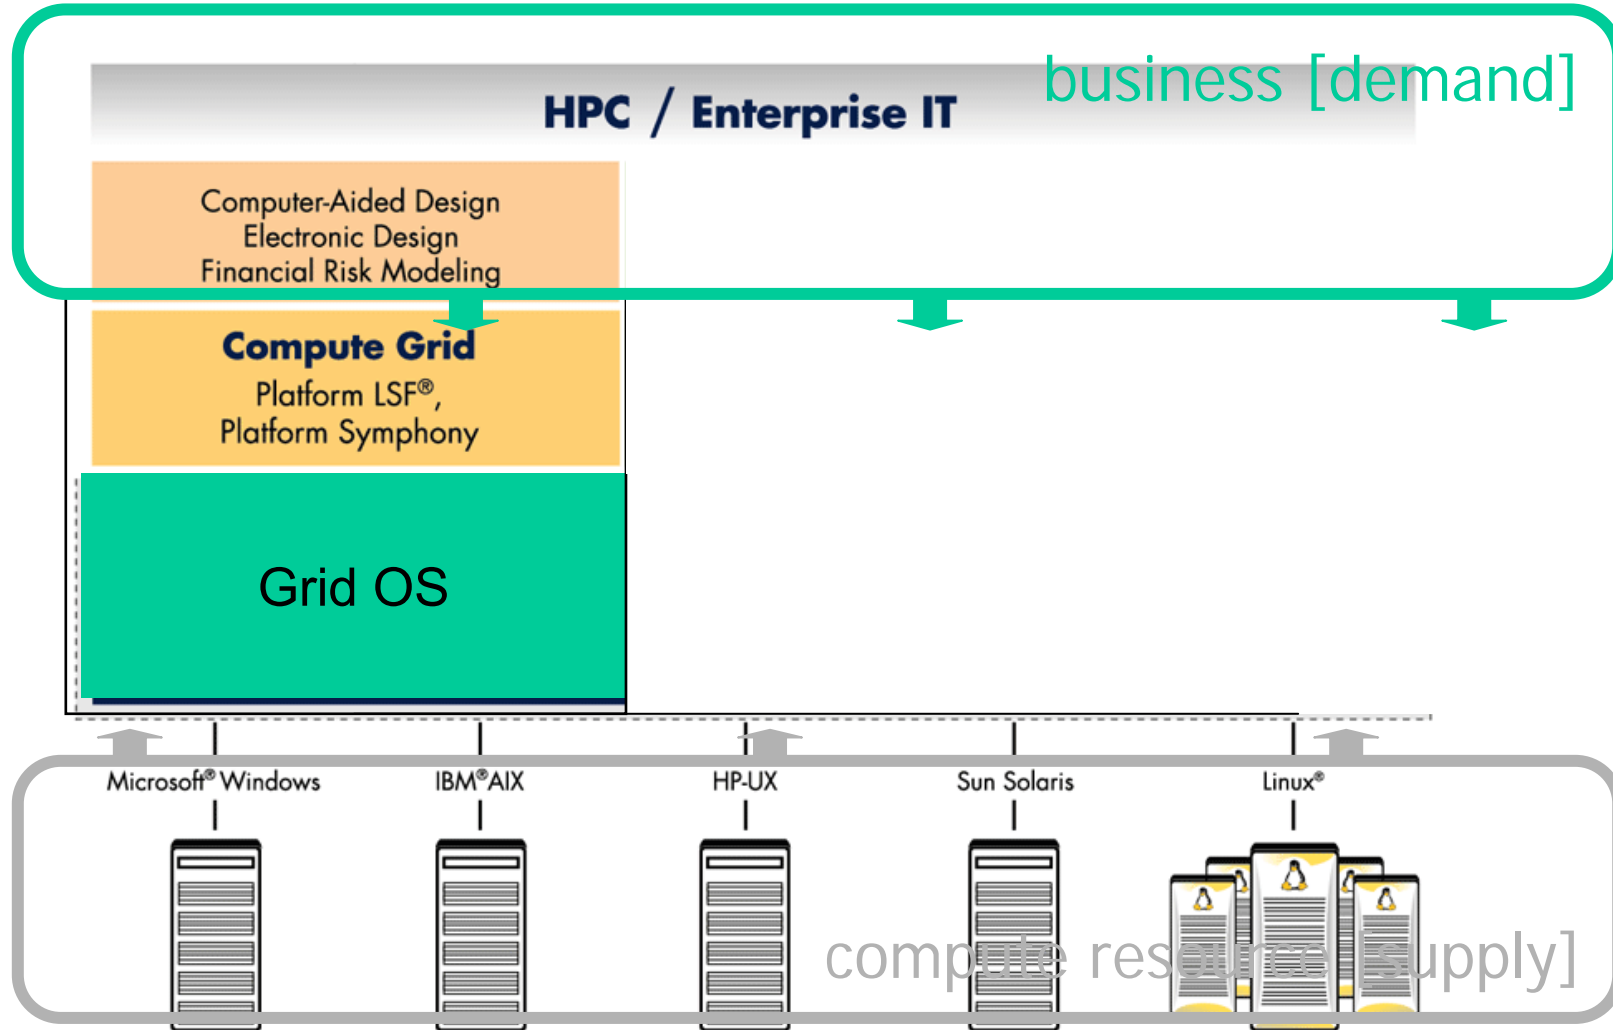 business [demand]
HPC / Enterprise IT
Computer-Aided Design
Electronic Design
Financial Risk Modeling
Compute Grid
Platform LSF®,
Platform Symphony
Grid OS
Microsoft® Windows
IBM®AIX
HP-UX
Sun Solaris
Linux®
compute resource [supply]